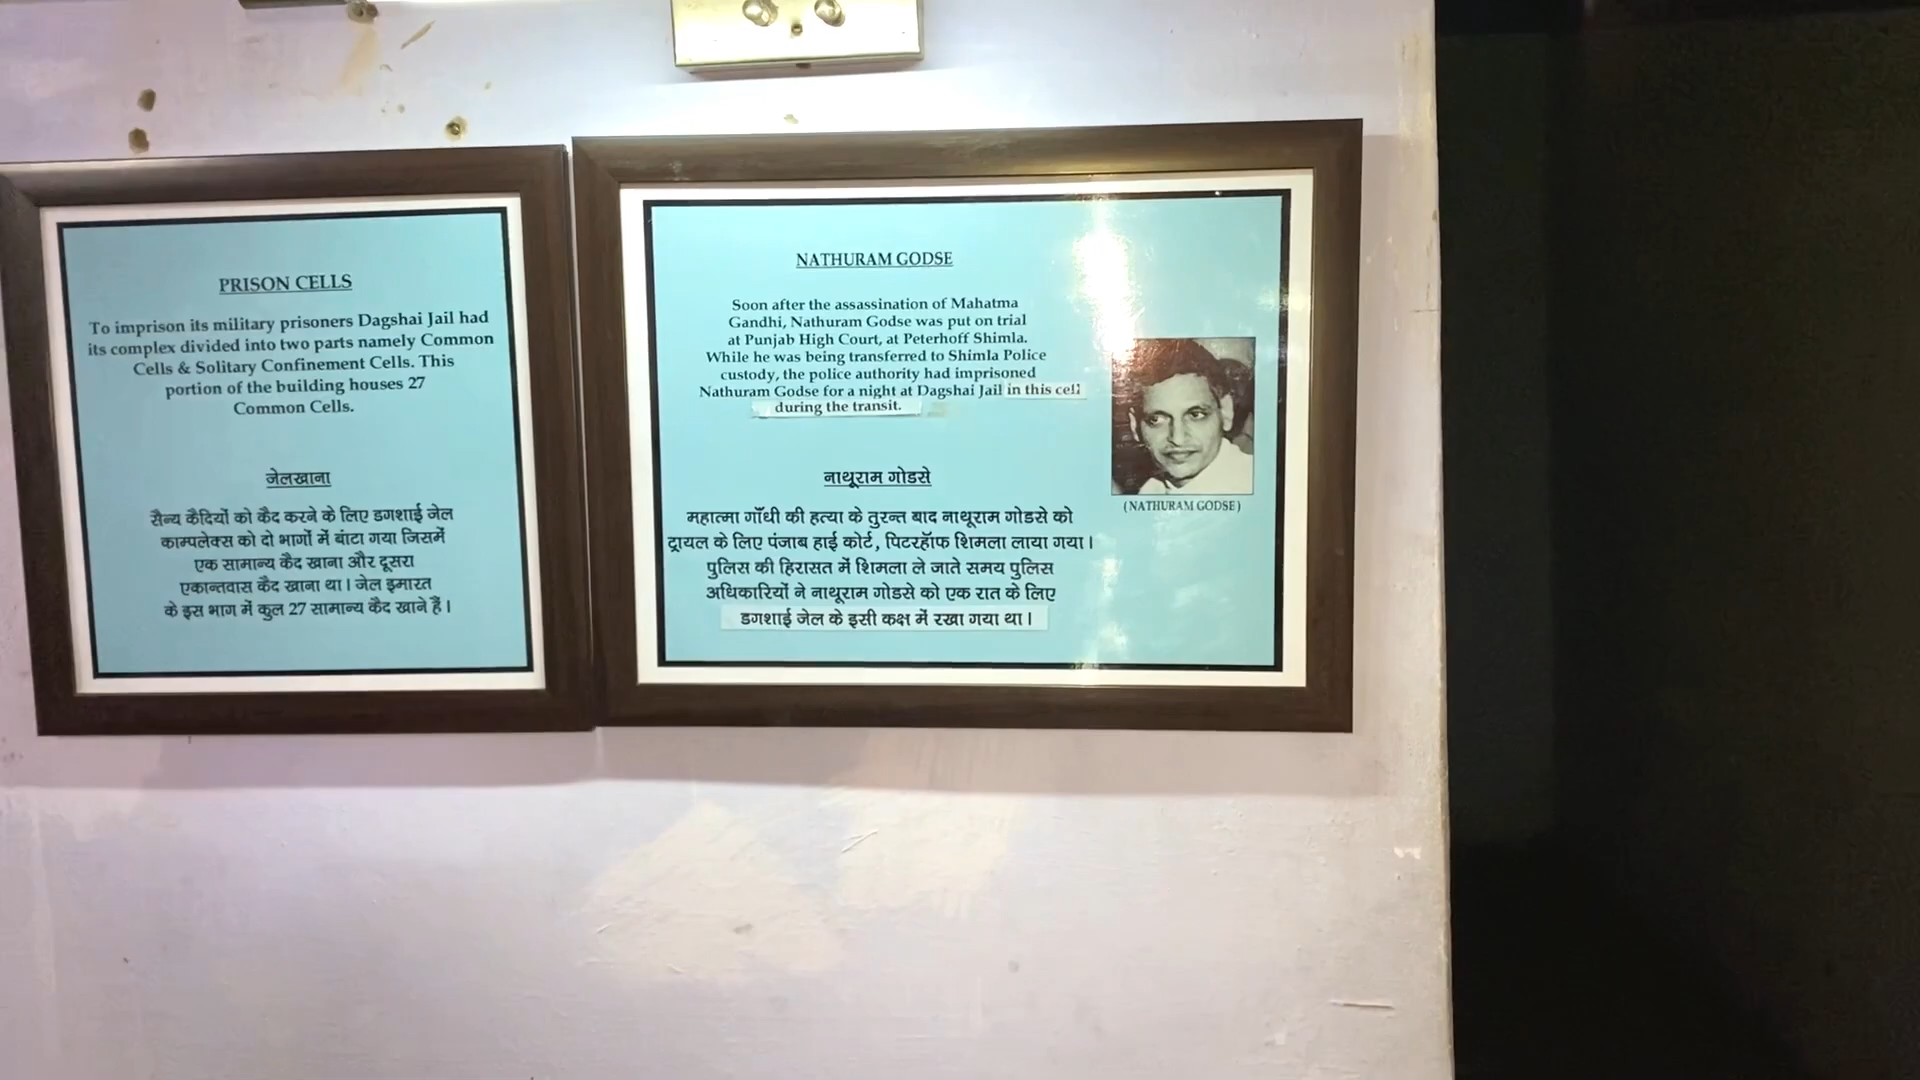 PRISON CELLS
To imprison its military prisoners Dagshai Jail had
its complex divided into two parts namely Common
Cells & Solitary Confinement Cells. This
portion of the building houses 27
Common Cells.
जेलखाना
सैन्य कैदियों को कैद करने के लिए डगशाई जेल
काम्पलेक्स को दो भागों में बांटा गया जिसमें
एक सामान्य कैद खाना और दूसरा
एकान्तवास कैद खाना था। जेल इमारत
के इस भाग में कुल 27 सामान्य कैद खाने हैं।
NATHURAM GODSE
Soon after the assassination of Mahatma
Gandhi, Nathuram Godse was put on trial
at Punjab High Court, at Peterhoff Shimla.
While he was being transferred to Shimla Police
custody, the police authority had imprisoned
Nathuram Godse for a night at Dagshai Jail in this cell
during the transit.
नाथूराम गोडसे
महात्मा गाँधी की हत्या के तुरन्त बाद नाथूराम गोडसे को
ट्रायल के लिए पंजाब हाई कोर्ट, पिटरहॉफ शिमला लाया गया।
पुलिस की हिरासत में शिमला ले जाते समय पुलिस
अधिकारियों ने नाथूराम गोडसे को एक रात के लिए
डगशाई जेल के इसी कक्ष में रखा गया था।
(NATHURAM GODSE)